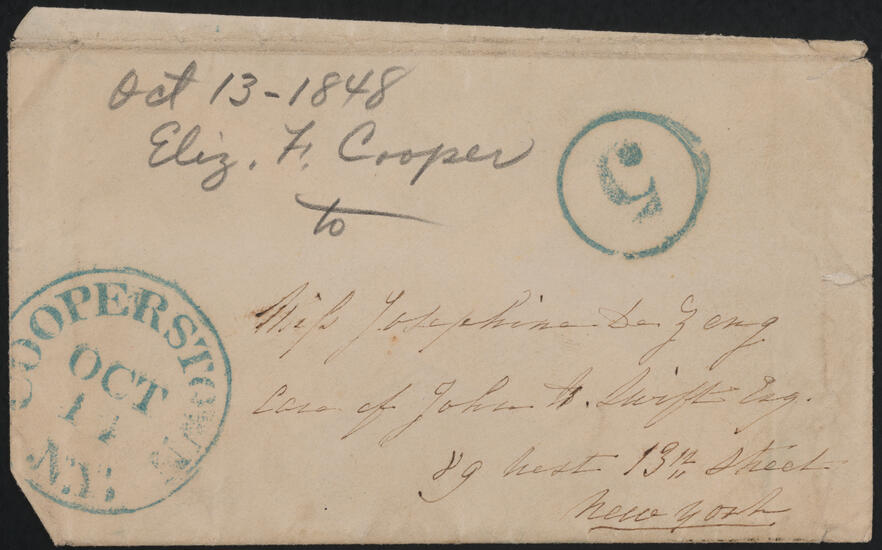 Oct 13-1848
Eliz. F. Cooper
to
5
COOPERSTOWN
OCT
14
N.Y.
Miss Josephine De Zeng
care of John H. Swift Esq.
89 West 13th Street
New York